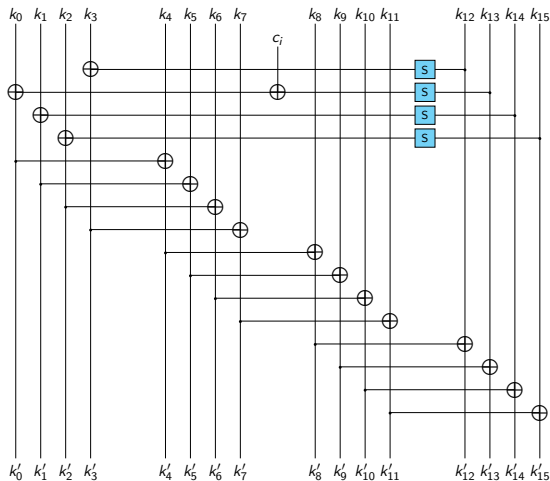 k₀ k₁ k₂ k₃ k₄ k₅ k₆ k₇ k₈ k₉ k₁₀ k₁₁ k₁₂ k₁₃ k₁₄ k₁₅
cᵢ
S
S
S
S
k′₀ k′₁ k′₂ k′₃ k′₄ k′₅ k′₆ k′₇ k′₈ k′₉ k′₁₀ k′₁₁ k′₁₂ k′₁₃ k′₁₄ k′₁₅